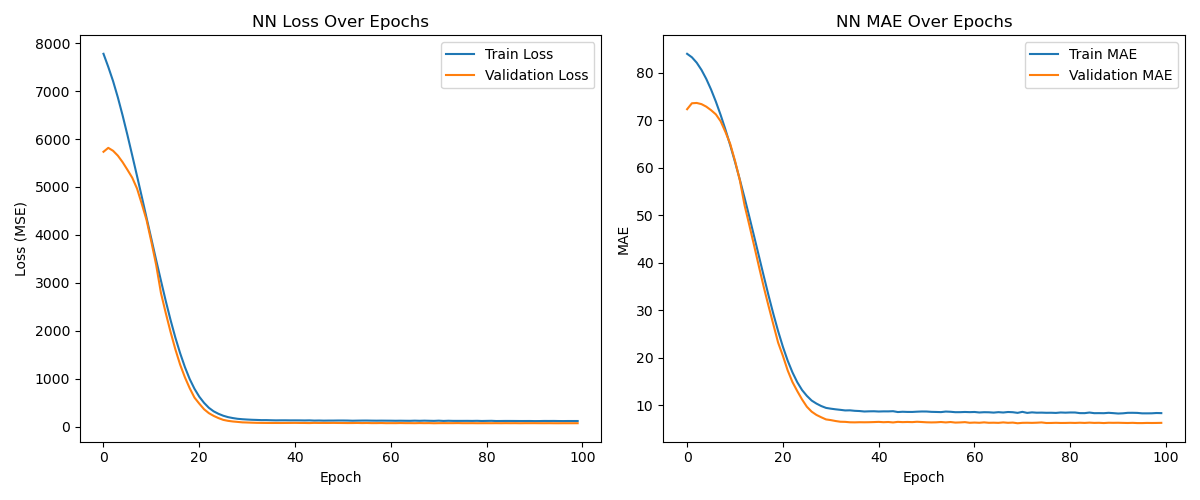 NN Loss Over Epochs
8000
7000
6000
5000
4000
3000
2000
1000
0
Loss (MSE)
Train Loss
Validation Loss
0 20 40 60 80 100
Epoch
NN MAE Over Epochs
80
70
60
50
40
30
20
10
MAE
Train MAE
Validation MAE
0 20 40 60 80 100
Epoch